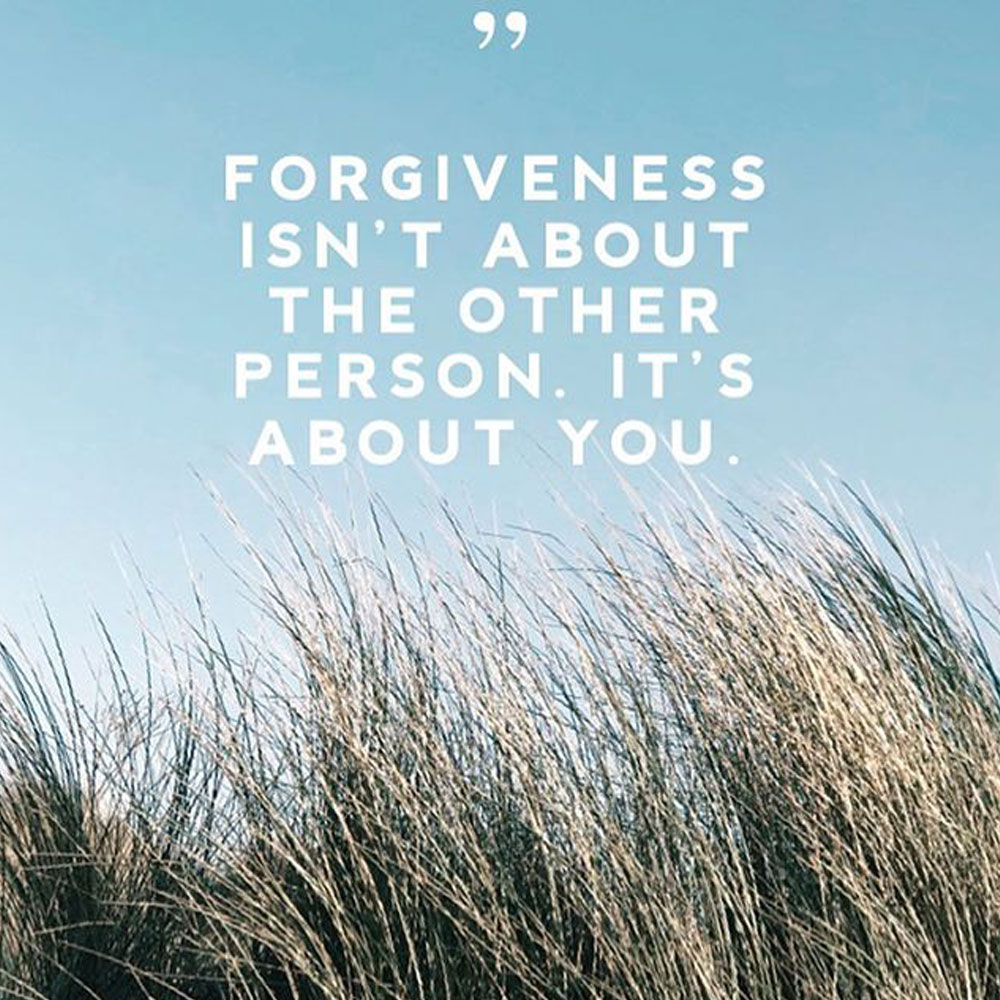 ”
FORGIVENESS
ISN’T ABOUT
THE OTHER
PERSON. IT’S
ABOUT YOU.